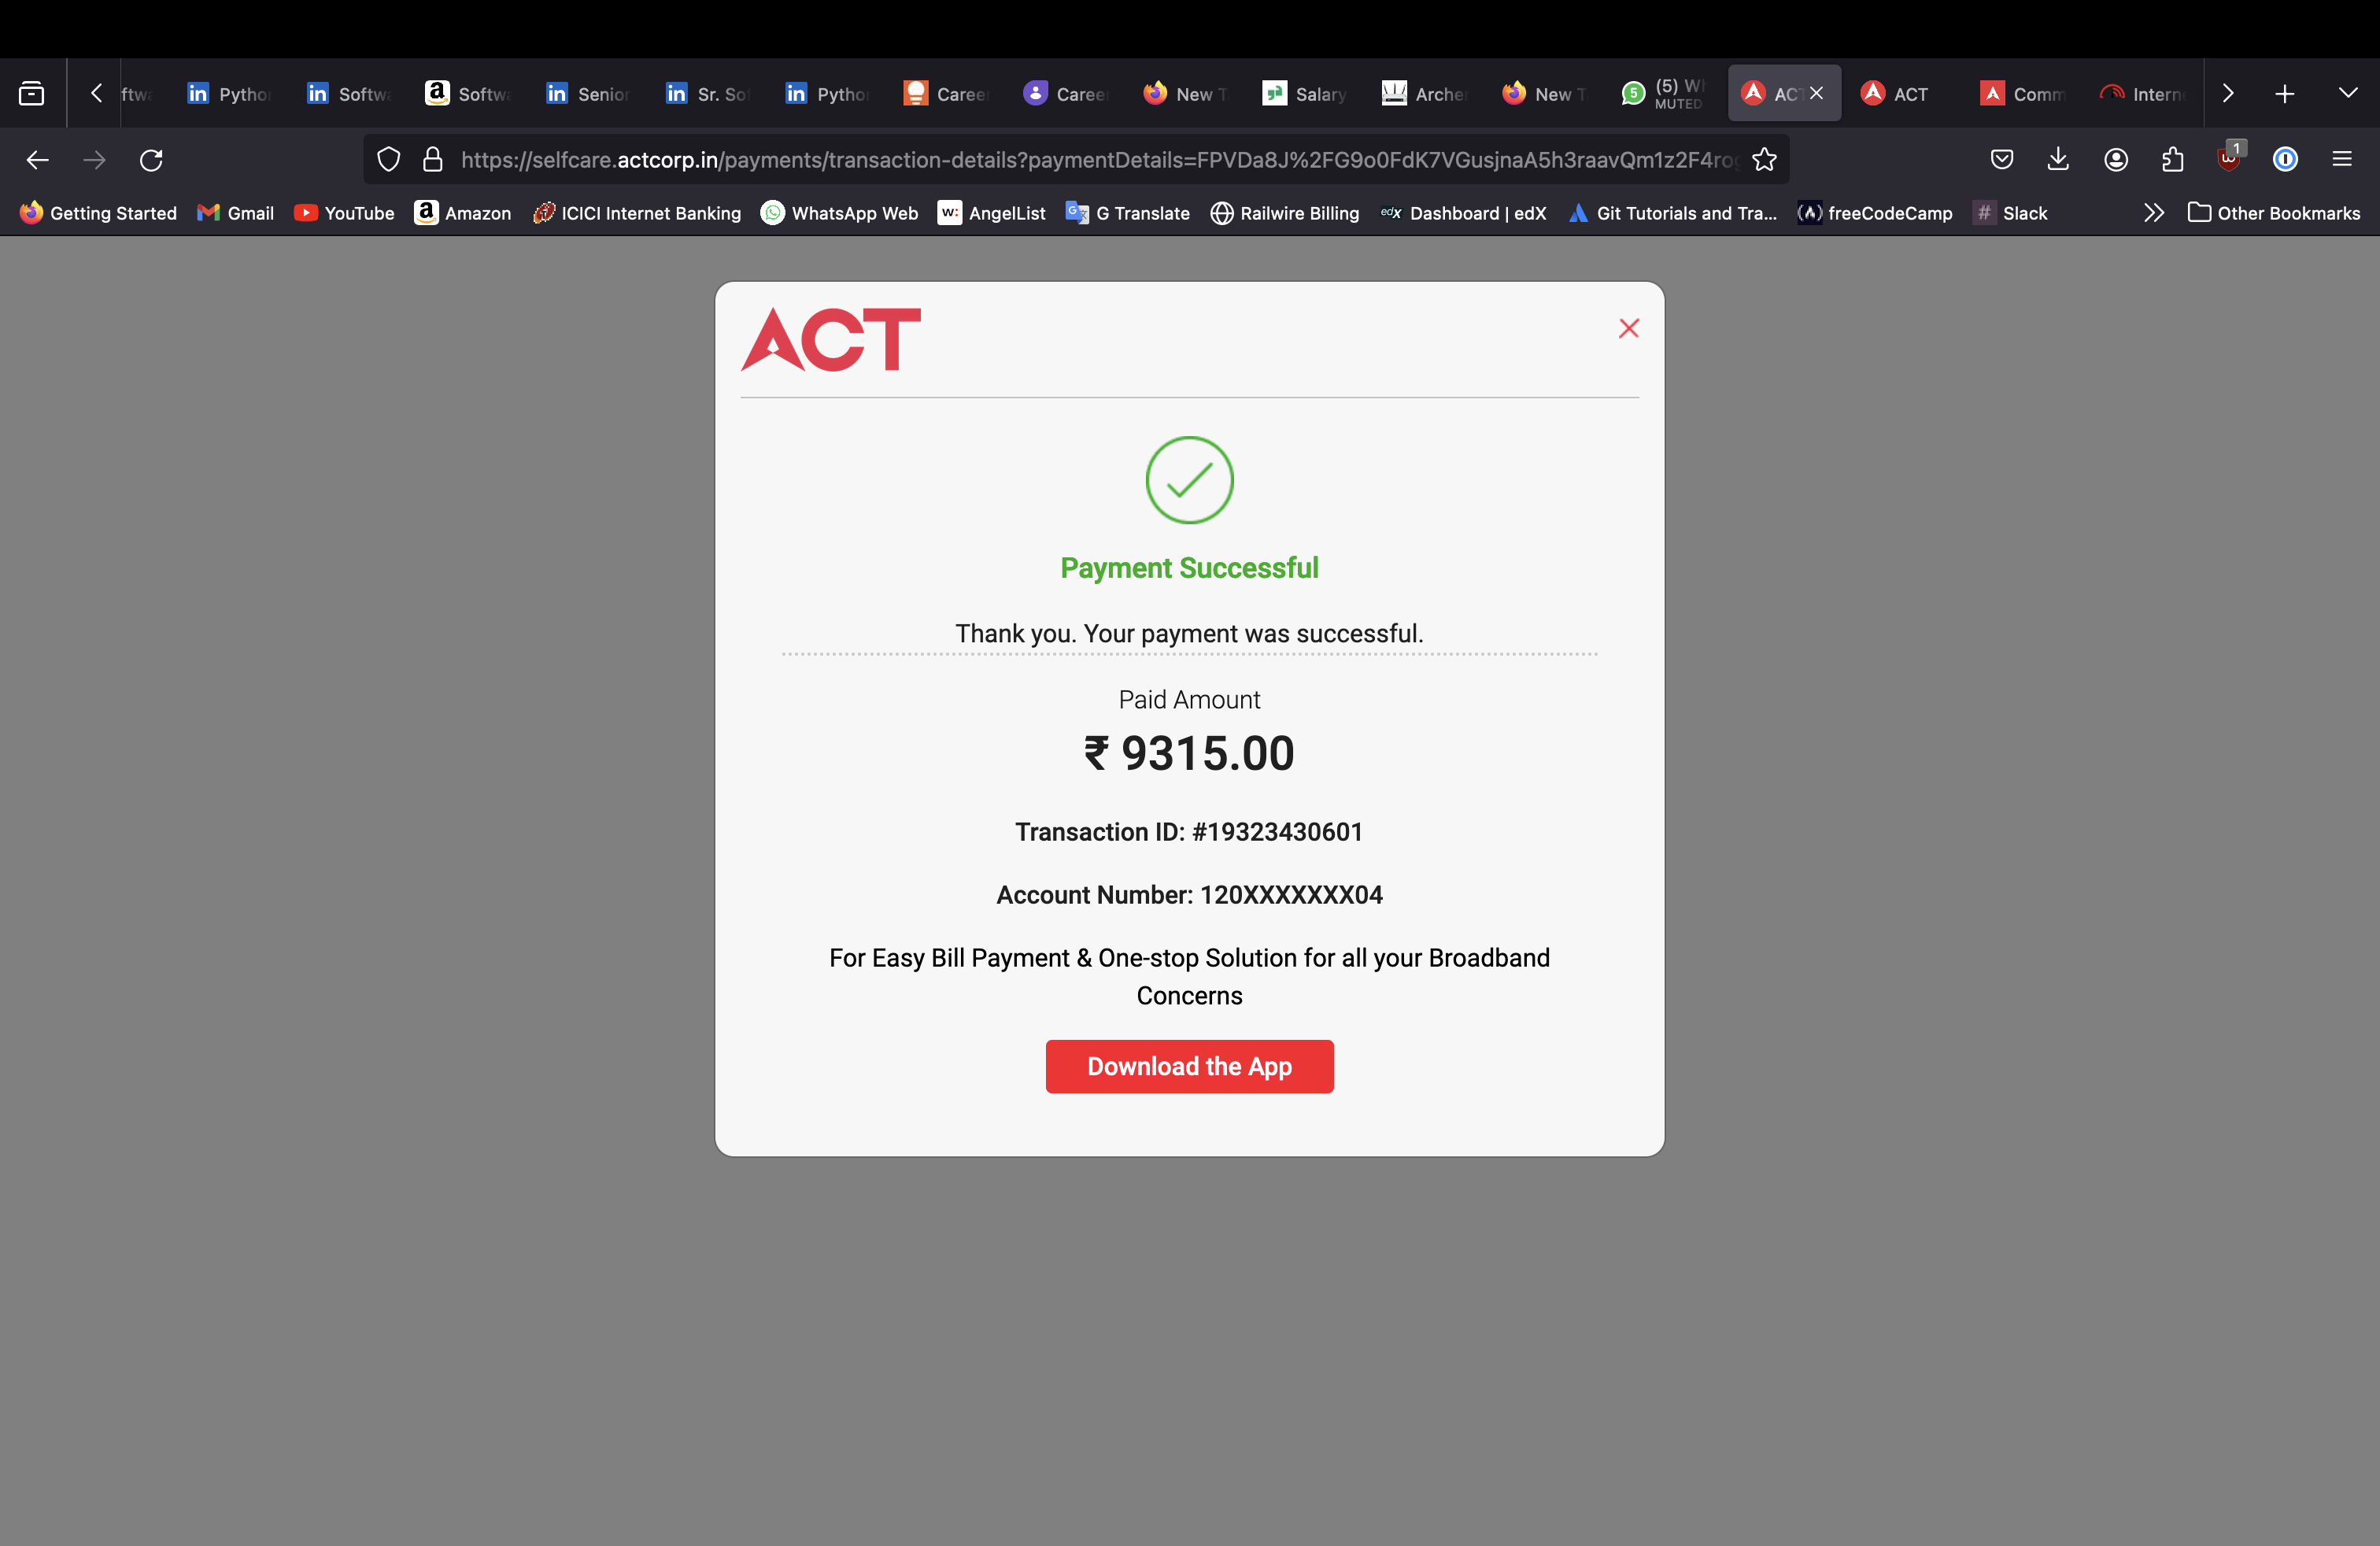 Pytho
Softw
Softw
Senior
Sr. So
Pytho
Caree
Caree
New T
Salary
Arche
New T
5
(5) W
MUTED
AC
ACT
Comm
Intern
https://selfcare.actcorp.in/payments/transaction-details?paymentDetails=FPVDa8J%2FG9o0FdK7VGusjnaA5h3raavQm1z2F4ro
1
Getting Started
Gmail
YouTube
Amazon
ICICI Internet Banking
WhatsApp Web
w: AngelList
G Translate
Railwire Billing
edX Dashboard | edX
Git Tutorials and Tra...
freeCodeCamp
# Slack
Other Bookmarks
ACT
Payment Successful
Thank you. Your payment was successful.
Paid Amount
₹ 9315.00
Transaction ID: #19323430601
Account Number: 120XXXXXXX04
For Easy Bill Payment & One-stop Solution for all your Broadband
Concerns
Download the App